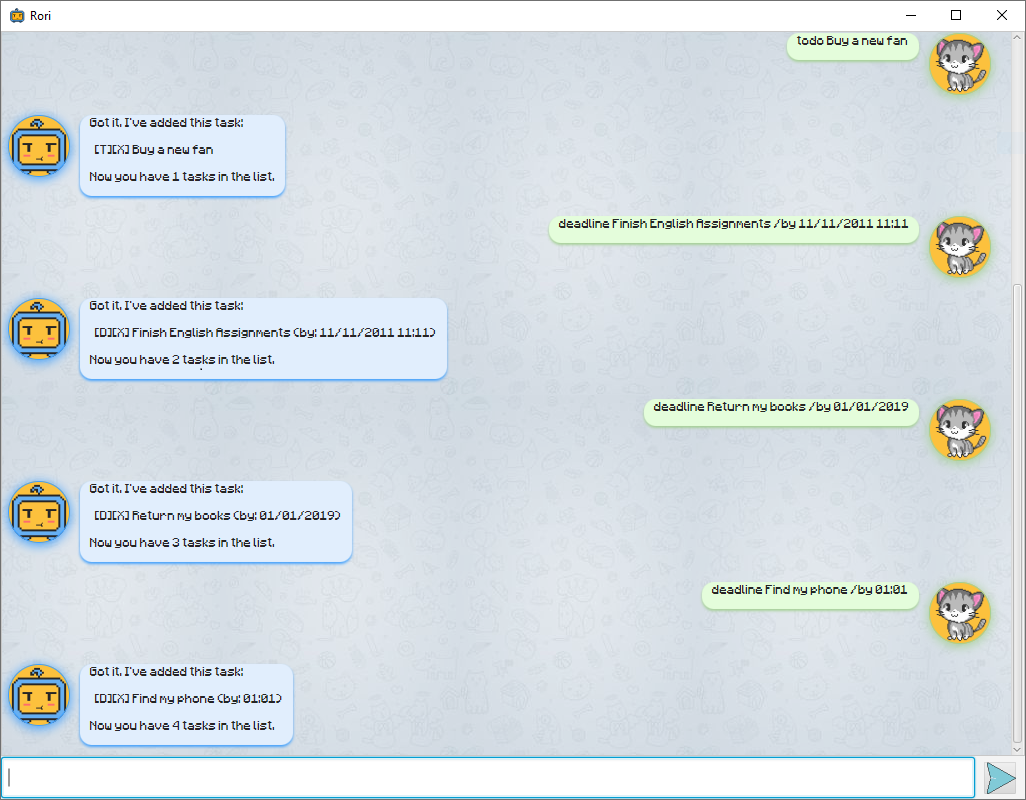 Rori
todo Buy a new fan
Got it. I've added this task:
[T][X] Buy a new fan
Now you have 1 tasks in the list.
deadline Finish English Assignments /by 11/11/2011 11:11
Got it. I've added this task:
[D][X] Finish English Assignments (by: 11/11/2011 11:11)
Now you have 2 tasks in the list.
deadline Return my books /by 01/01/2019
Got it. I've added this task:
[D][X] Return my books (by: 01/01/2019)
Now you have 3 tasks in the list.
deadline Find my phone /by 01:01
Got it. I've added this task:
[D][X] Find my phone (by: 01:01)
Now you have 4 tasks in the list.